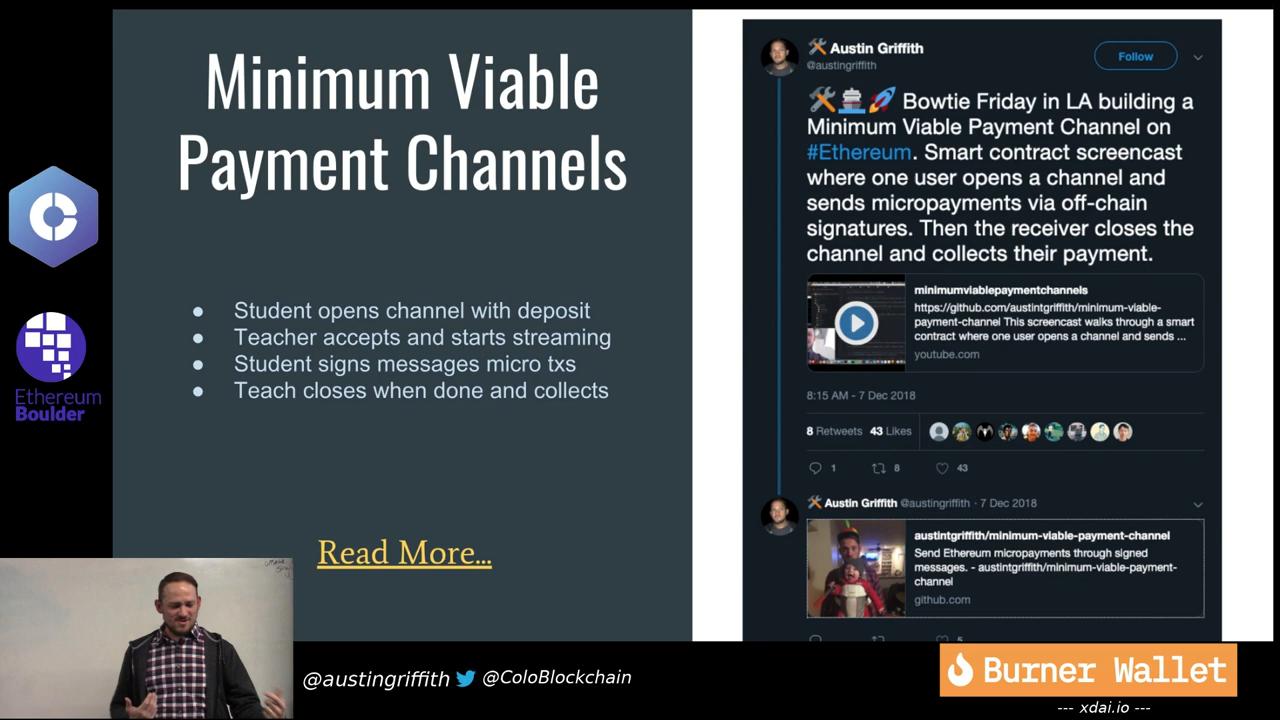 Minimum Viable
Payment Channels
● Student opens channel with deposit
● Teacher accepts and starts streaming
● Student signs messages micro txs
● Teach closes when done and collects
Read More...
Ethereum
Boulder
Austin Griffith
@austingriffith
Follow
Bowtie Friday in LA building a
Minimum Viable Payment Channel on
#Ethereum. Smart contract screencast
where one user opens a channel and
sends micropayments via off-chain
signatures. Then the receiver closes the
channel and collects their payment.
minimumviablepaymentchannels
https://github.com/austintgriffith/minimum-viable-
payment-channel This screencast walks through a smart
contract where one user opens a channel and sends ...
youtube.com
8:15 AM - 7 Dec 2018
8 Retweets 43 Likes
1 8 43
Austin Griffith @austingriffith · 7 Dec 2018
austintgriffith/minimum-viable-payment-channel
Send Ethereum micropayments through signed
messages. - austintgriffith/minimum-viable-payment-
channel
github.com
5
@austingriffith @ColoBlockchain
Burner Wallet
--- xdai.io ---